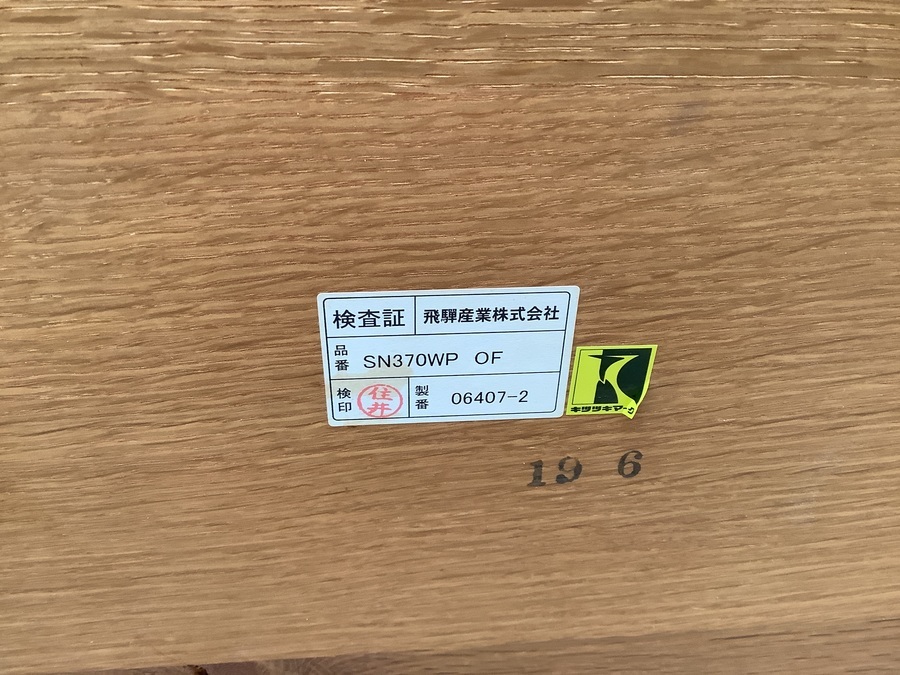 検査証 飛驒産業株式会社
品番 SN370WP OF
検印 住井 製番 06407-2
キツツキマーク
19 6